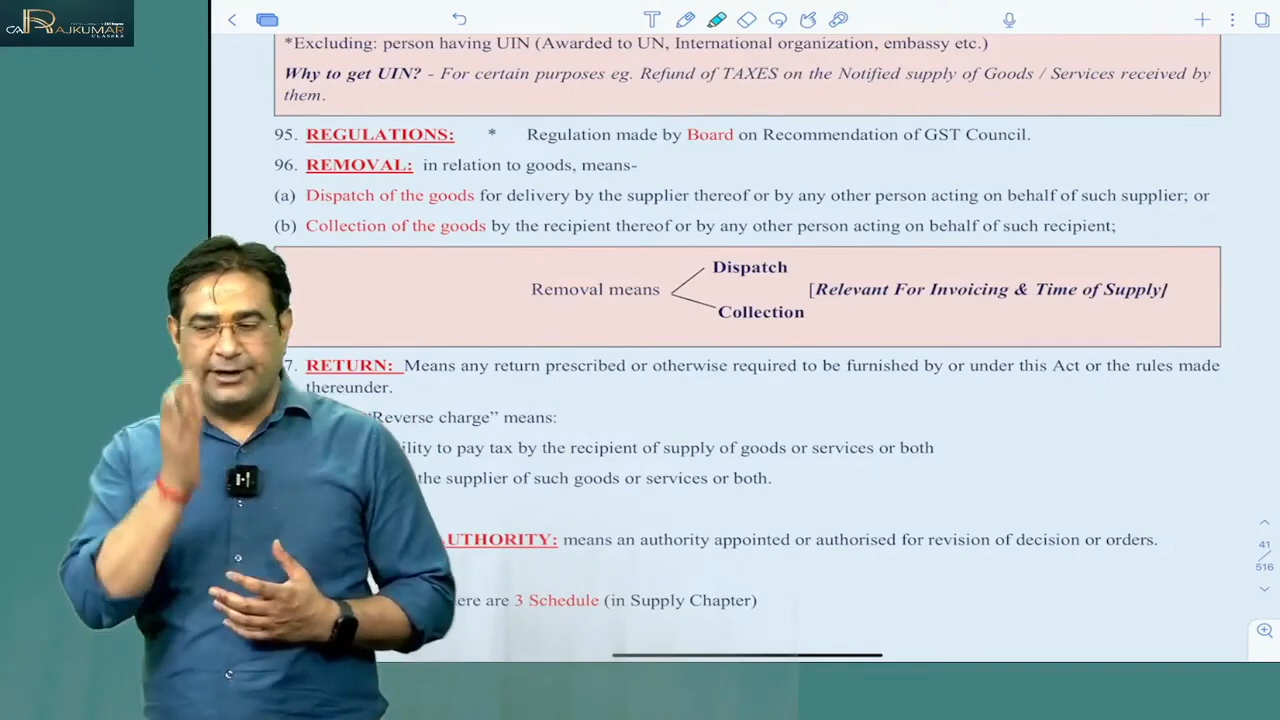 CA RAJKUMAR
CLASSES
*Excluding: person having UIN (Awarded to UN, International organization, embassy etc.)
Why to get UIN? - For certain purposes eg. Refund of TAXES on the Notified supply of Goods / Services received by
them.
95. REGULATIONS: * Regulation made by Board on Recommendation of GST Council.
96. REMOVAL: in relation to goods, means-
(a) Dispatch of the goods for delivery by the supplier thereof or by any other person acting on behalf of such supplier; or
(b) Collection of the goods by the recipient thereof or by any other person acting on behalf of such recipient;
Dispatch
Removal means [Relevant For Invoicing & Time of Supply]
Collection
7. RETURN: Means any return prescribed or otherwise required to be furnished by or under this Act or the rules made
thereunder.
"Reverse charge" means:
ility to pay tax by the recipient of supply of goods or services or both
the supplier of such goods or services or both.
UTHORITY: means an authority appointed or authorised for revision of decision or orders.
ere are 3 Schedule (in Supply Chapter)
41
516